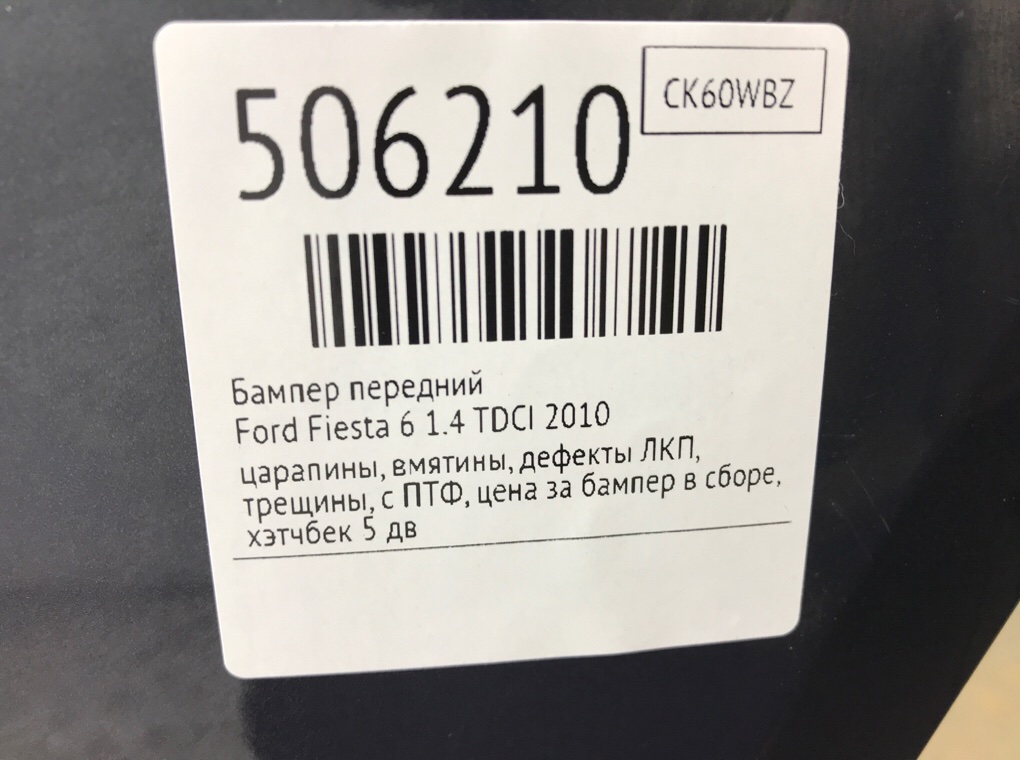 506210
CK60WBZ
Бампер передний
Ford Fiesta 6 1.4 TDCI 2010
царапины, вмятины, дефекты ЛКП,
трещины, с ПТФ, цена за бампер в сборе,
хэтчбек 5 дв